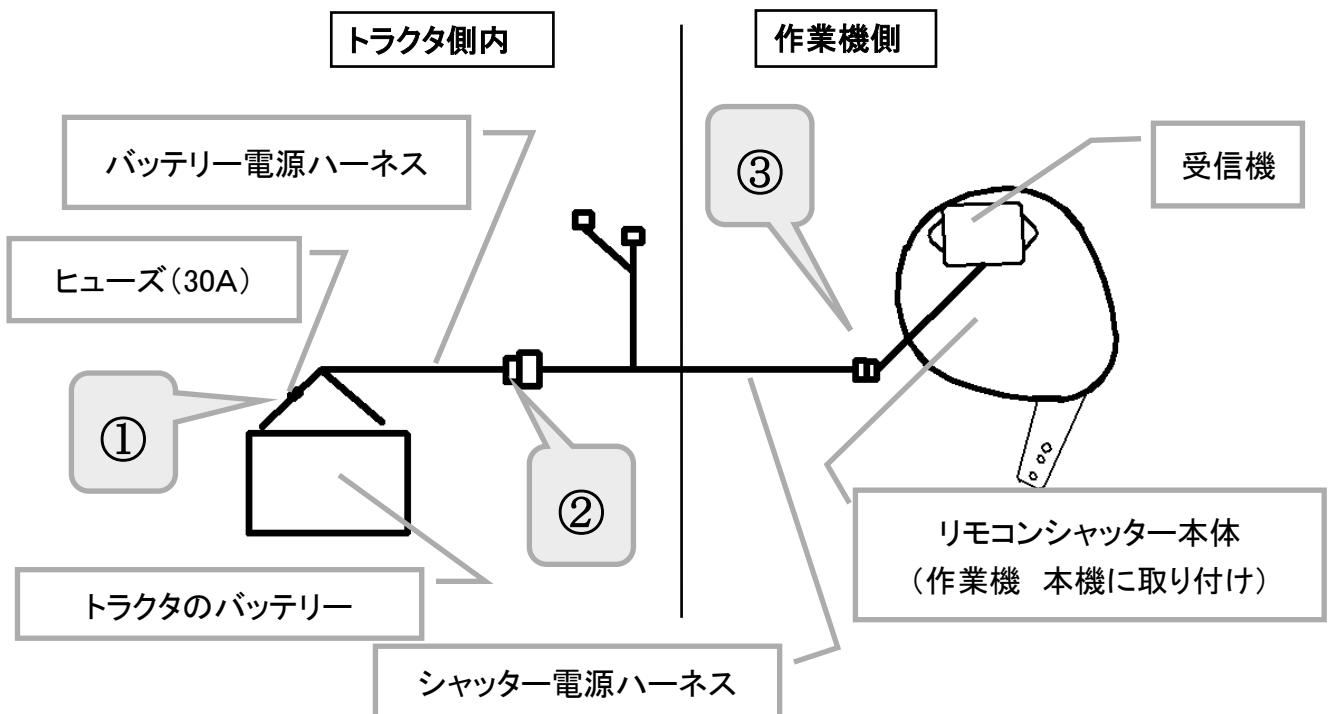 トラクタ側内
作業機側
バッテリー電源ハーネス
③
受信機
ヒューズ（30A）
①
②
リモコンシャッター本体
（作業機　本機に取り付け）
トラクタのバッテリー
シャッター電源ハーネス